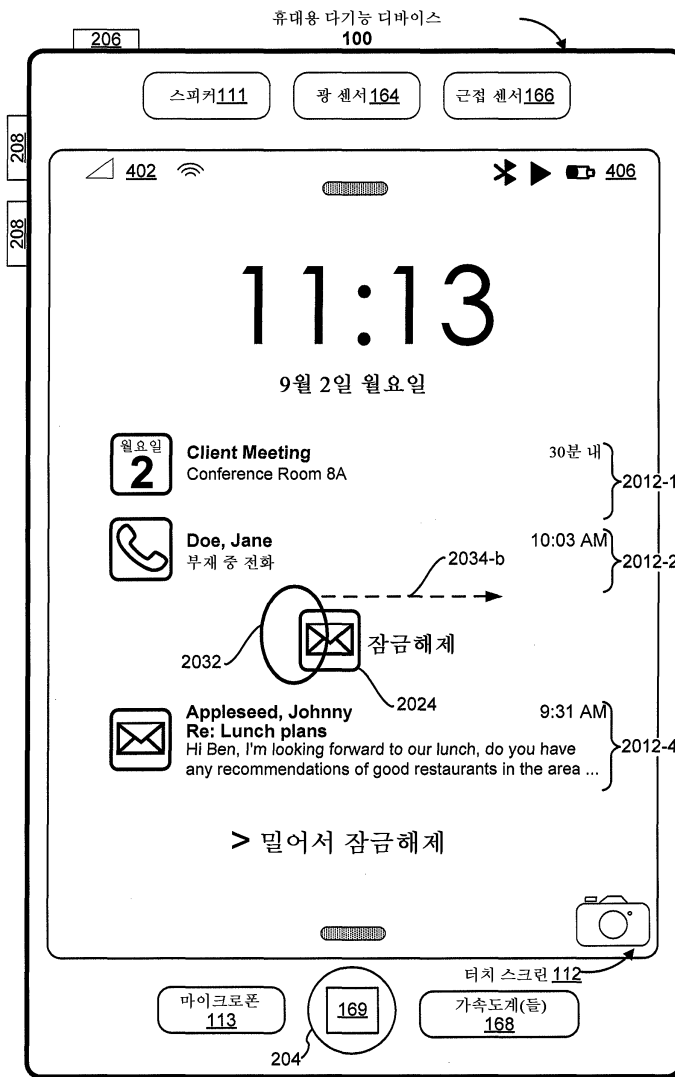 휴대용 다기능 디바이스
100
206
스피커111
광 센서164
근접 센서166
208
208
402
406
11:13
9월 2일 월요일
월요일
2
Client Meeting
Conference Room 8A
30분 내
2012-1
Doe, Jane
부재 중 전화
10:03 AM
2012-2
2034-b
2032
잠금해제
2024
Appleseed, Johnny
9:31 AM
Re: Lunch plans
Hi Ben, I'm looking forward to our lunch, do you have
any recommendations of good restaurants in the area ...
2012-4
> 밀어서 잠금해제
터치 스크린 112
마이크로폰
113
169
가속도계(들)
168
204